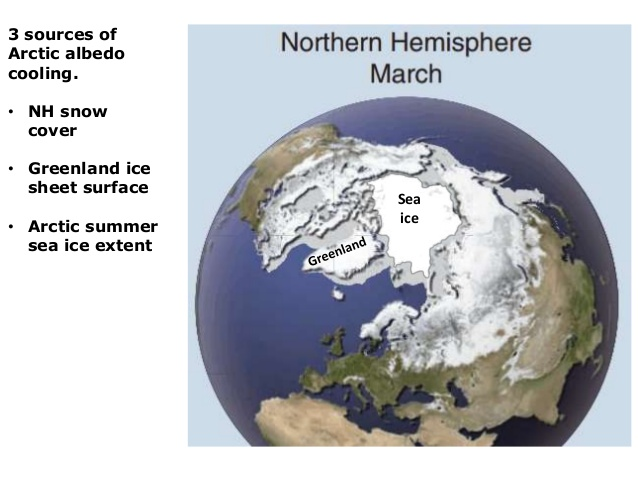 3 sources of
Arctic albedo
cooling.
• NH snow
cover
• Greenland ice
sheet surface
• Arctic summer
sea ice extent
Northern Hemisphere
March
Sea
ice
Greenland